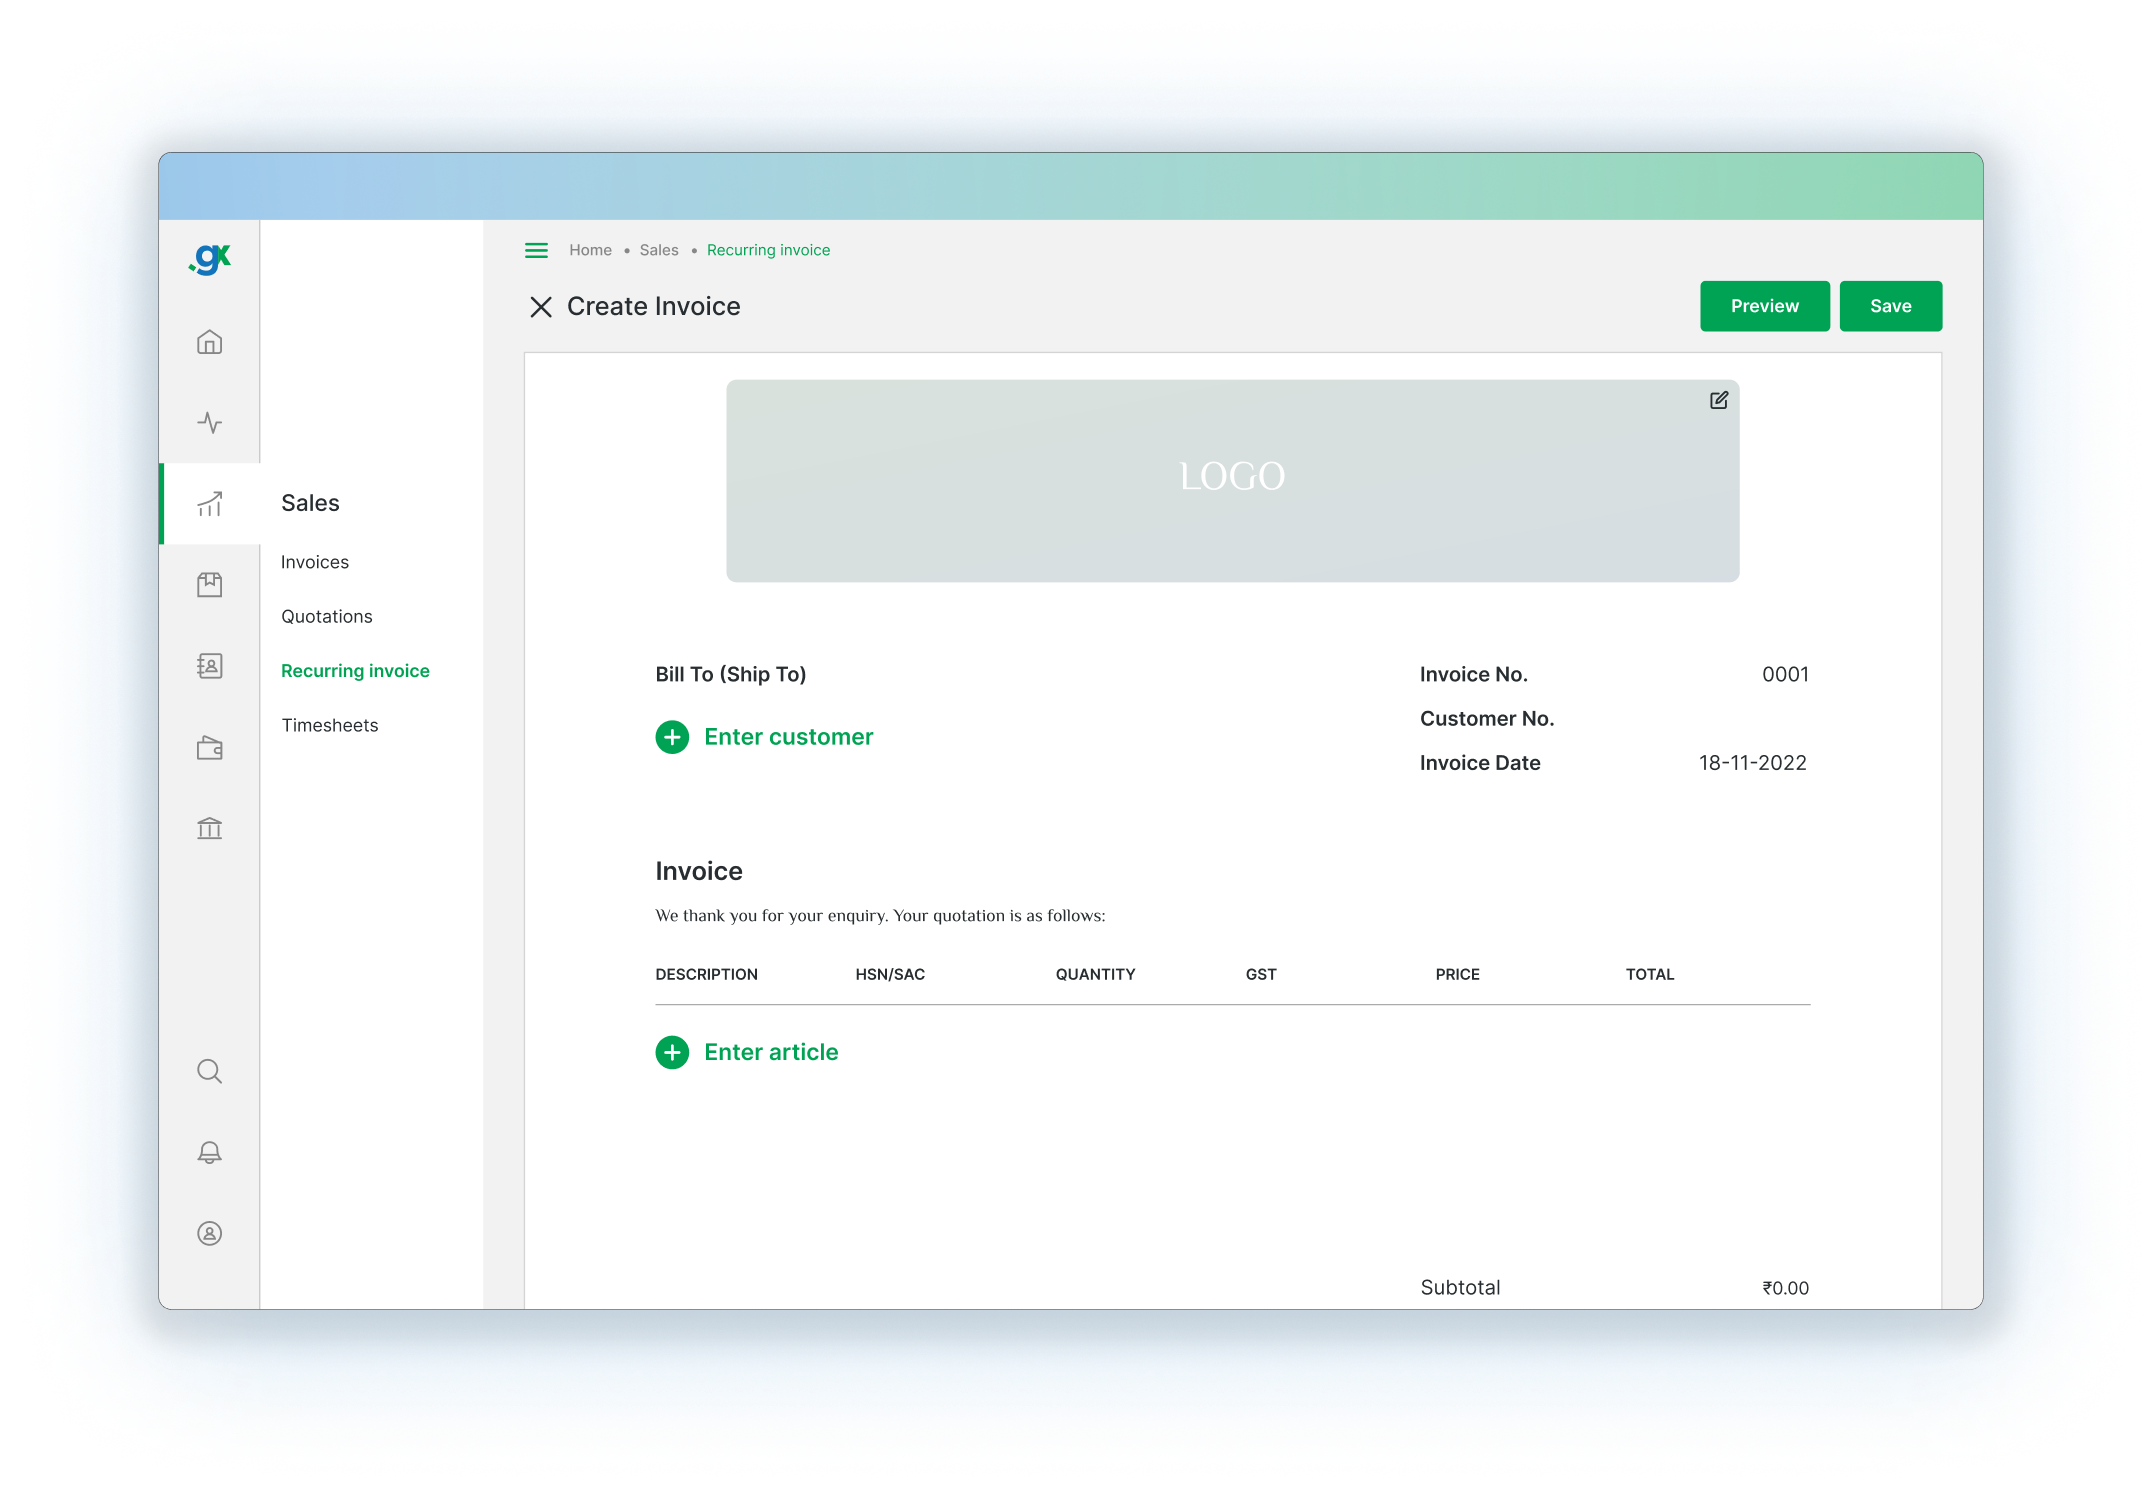 .gx
Home • Sales • Recurring invoice
Create Invoice
Preview
Save
LOGO
Sales
Invoices
Quotations
Recurring invoice
Timesheets
Bill To (Ship To)
Enter customer
Invoice No. 0001
Customer No.
Invoice Date 18-11-2022
Invoice
We thank you for your enquiry. Your quotation is as follows:
DESCRIPTION HSN/SAC QUANTITY GST PRICE TOTAL
Enter article
Subtotal ₹0.00